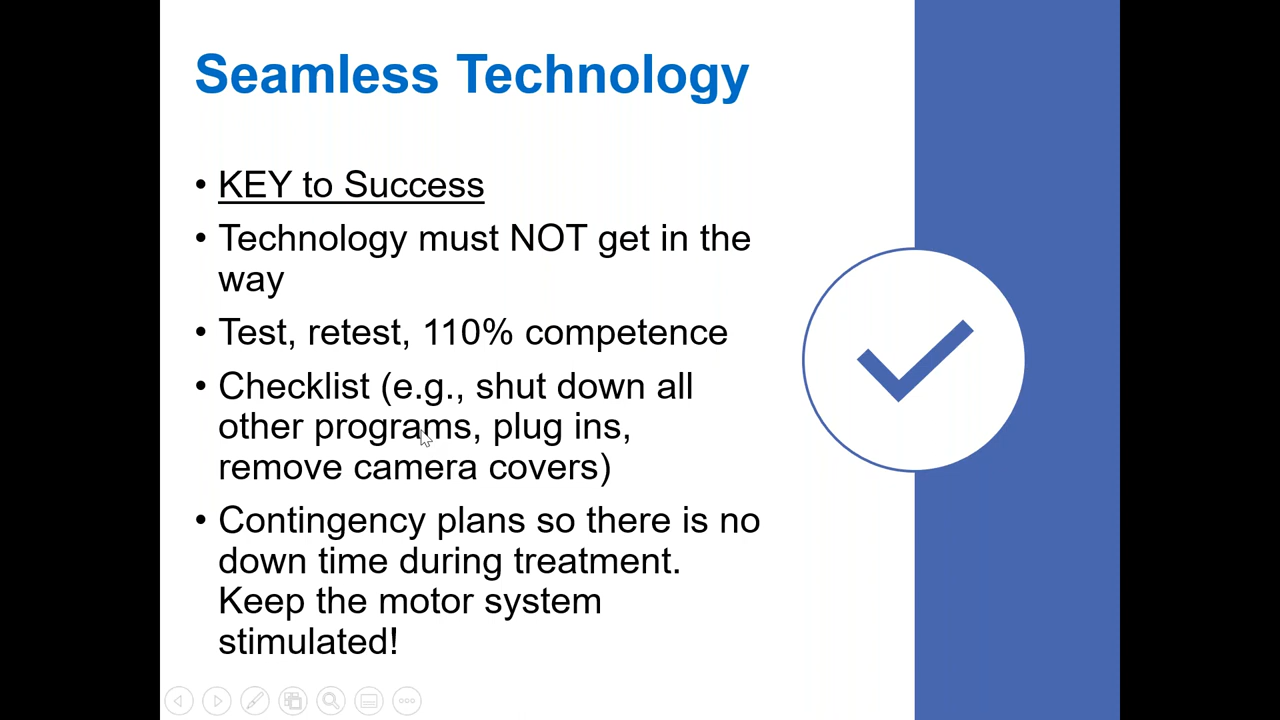 Seamless Technology
• KEY to Success
• Technology must NOT get in the
way
• Test, retest, 110% competence
• Checklist (e.g., shut down all
other programs, plug ins,
remove camera covers)
• Contingency plans so there is no
down time during treatment.
Keep the motor system
stimulated!